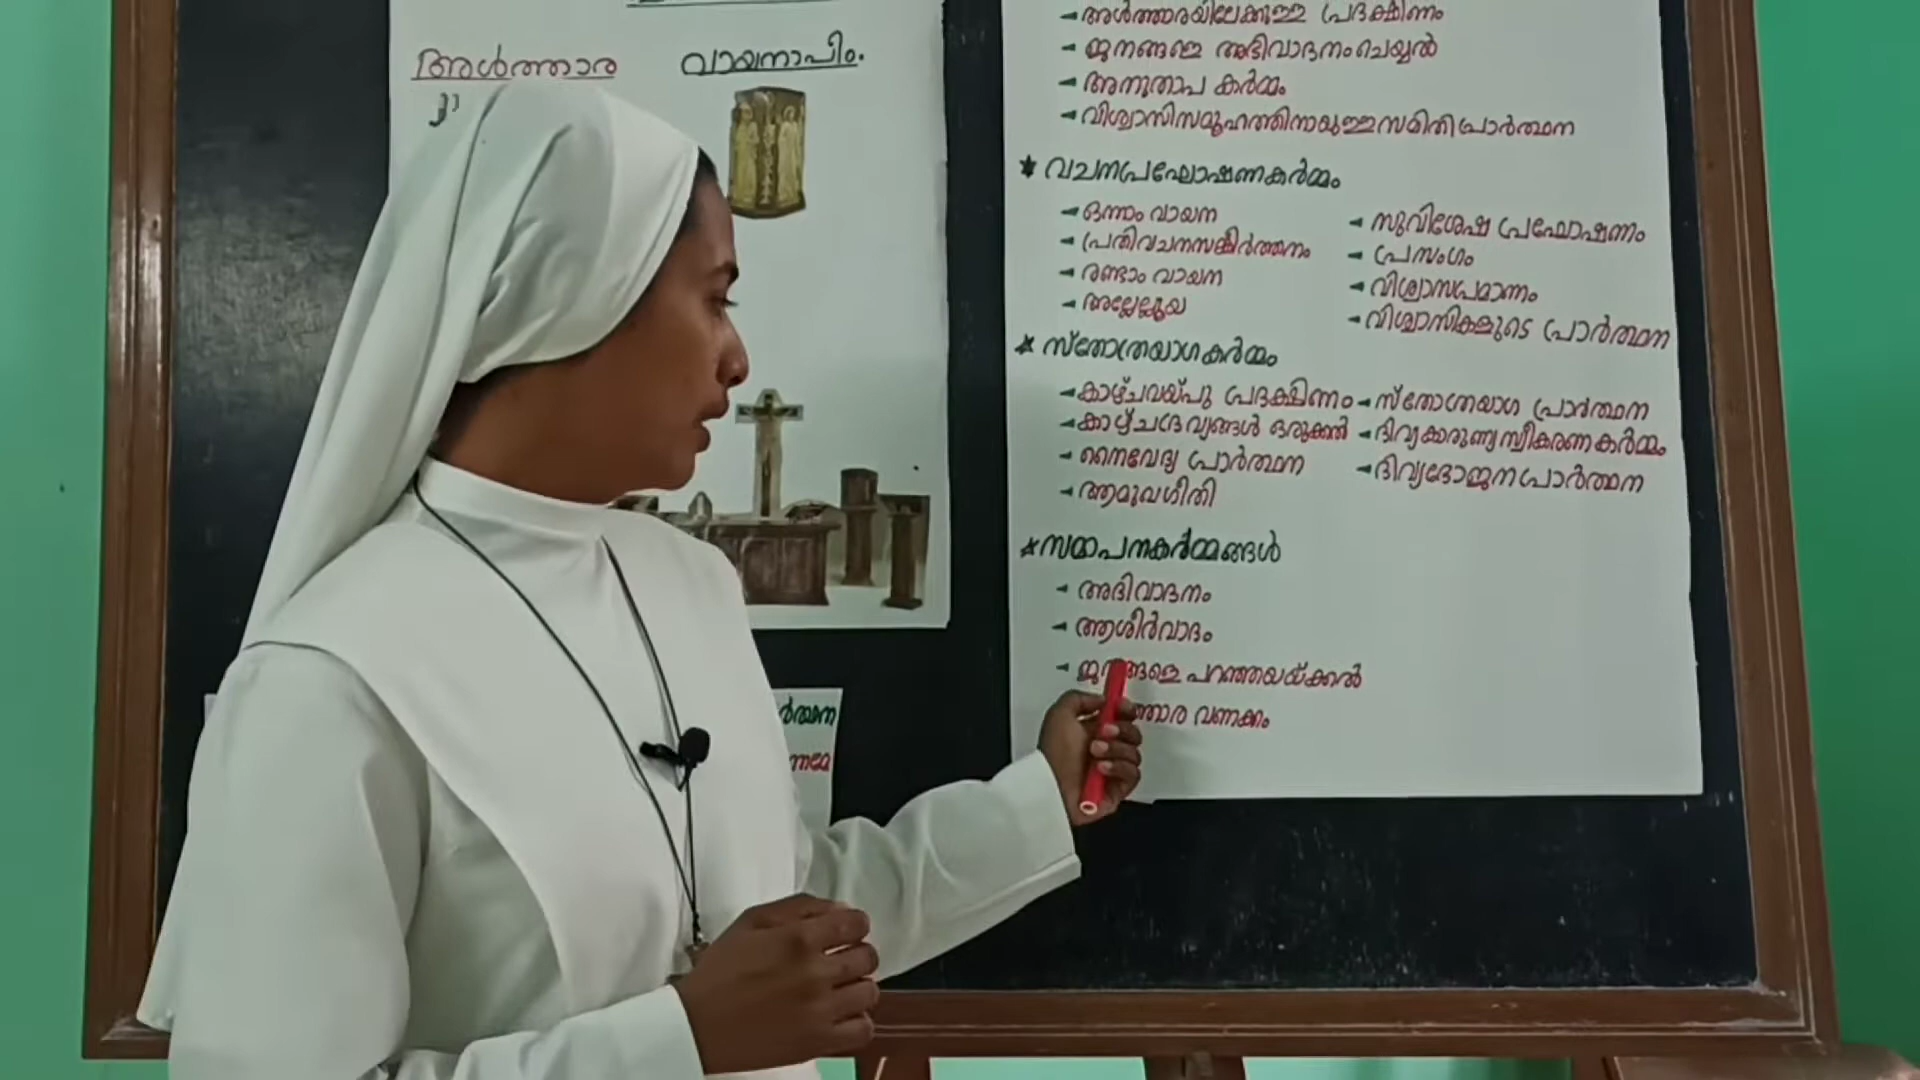 അൾത്താര
വായനാപീഠം.
അൾത്താരയിലേക്കുള്ള പ്രദക്ഷിണം
ജനങ്ങളെ അഭിവാദനംചെയ്യൽ
അനുതാപ കർമ്മം
വിശ്വാസിസമൂഹത്തിനായുള്ളസമിതിപ്രാർത്ഥന
വചനപ്രഘോഷണകർമ്മം
ഒന്നാം വായന
പ്രതിവചനസങ്കീർത്തനം
രണ്ടാം വായന
അല്ലേലൂയ
സുവിശേഷ പ്രഘോഷണം
പ്രസംഗം
വിശ്വാസപ്രമാണം
വിശ്വാസികളുടെ പ്രാർത്ഥന
സ്തോത്രയാഗകർമ്മം
കാഴ്ചവയ്പു പ്രദക്ഷിണം
കാഴ്ചദ്രവ്യങ്ങൾ ഒരുക്കൽ
നൈവേദ്യ പ്രാർത്ഥന
ആമുഖഗീതി
സ്തോത്രയാഗ പ്രാർത്ഥന
ദിവ്യകാരുണ്യസ്വീകരണകർമ്മം
ദിവ്യഭോജനപ്രാർത്ഥന
സമാപനകർമ്മങ്ങൾ
അഭിവാദനം
ആശീർവാദം
ജനങ്ങളെ പറഞ്ഞയയ്ക്കൽ
വണക്കം